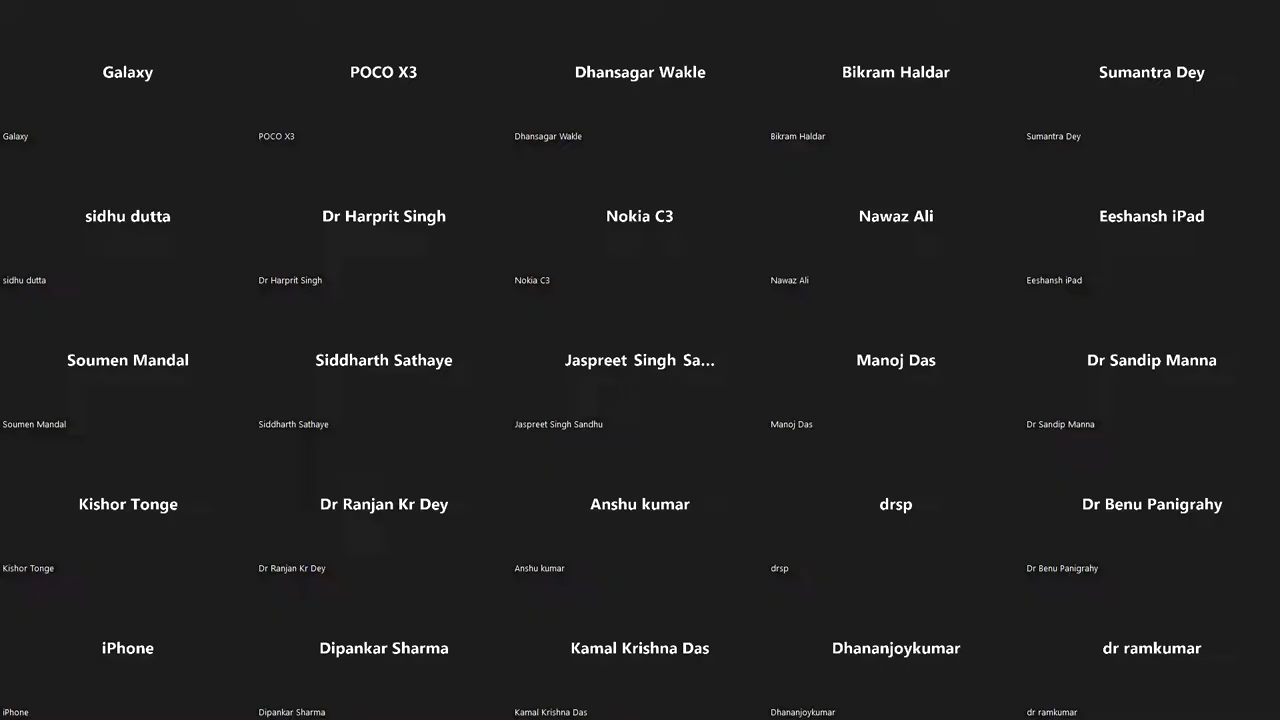 Galaxy
POCO X3
Dhansagar Wakle
Bikram Haldar
Sumantra Dey
Galaxy
POCO X3
Dhansagar Wakle
Bikram Haldar
Sumantra Dey
sidhu dutta
Dr Harprit Singh
Nokia C3
Nawaz Ali
Eeshansh iPad
sidhu dutta
Dr Harprit Singh
Nokia C3
Nawaz Ali
Eeshansh iPad
Soumen Mandal
Siddharth Sathaye
Jaspreet Singh Sa...
Manoj Das
Dr Sandip Manna
Soumen Mandal
Siddharth Sathaye
Jaspreet Singh Sandhu
Manoj Das
Dr Sandip Manna
Kishor Tonge
Dr Ranjan Kr Dey
Anshu kumar
drsp
Dr Benu Panigrahy
Kishor Tonge
Dr Ranjan Kr Dey
Anshu kumar
drsp
Dr Benu Panigrahy
iPhone
Dipankar Sharma
Kamal Krishna Das
Dhananjoykumar
dr ramkumar
iPhone
Dipankar Sharma
Kamal Krishna Das
Dhananjoykumar
dr ramkumar